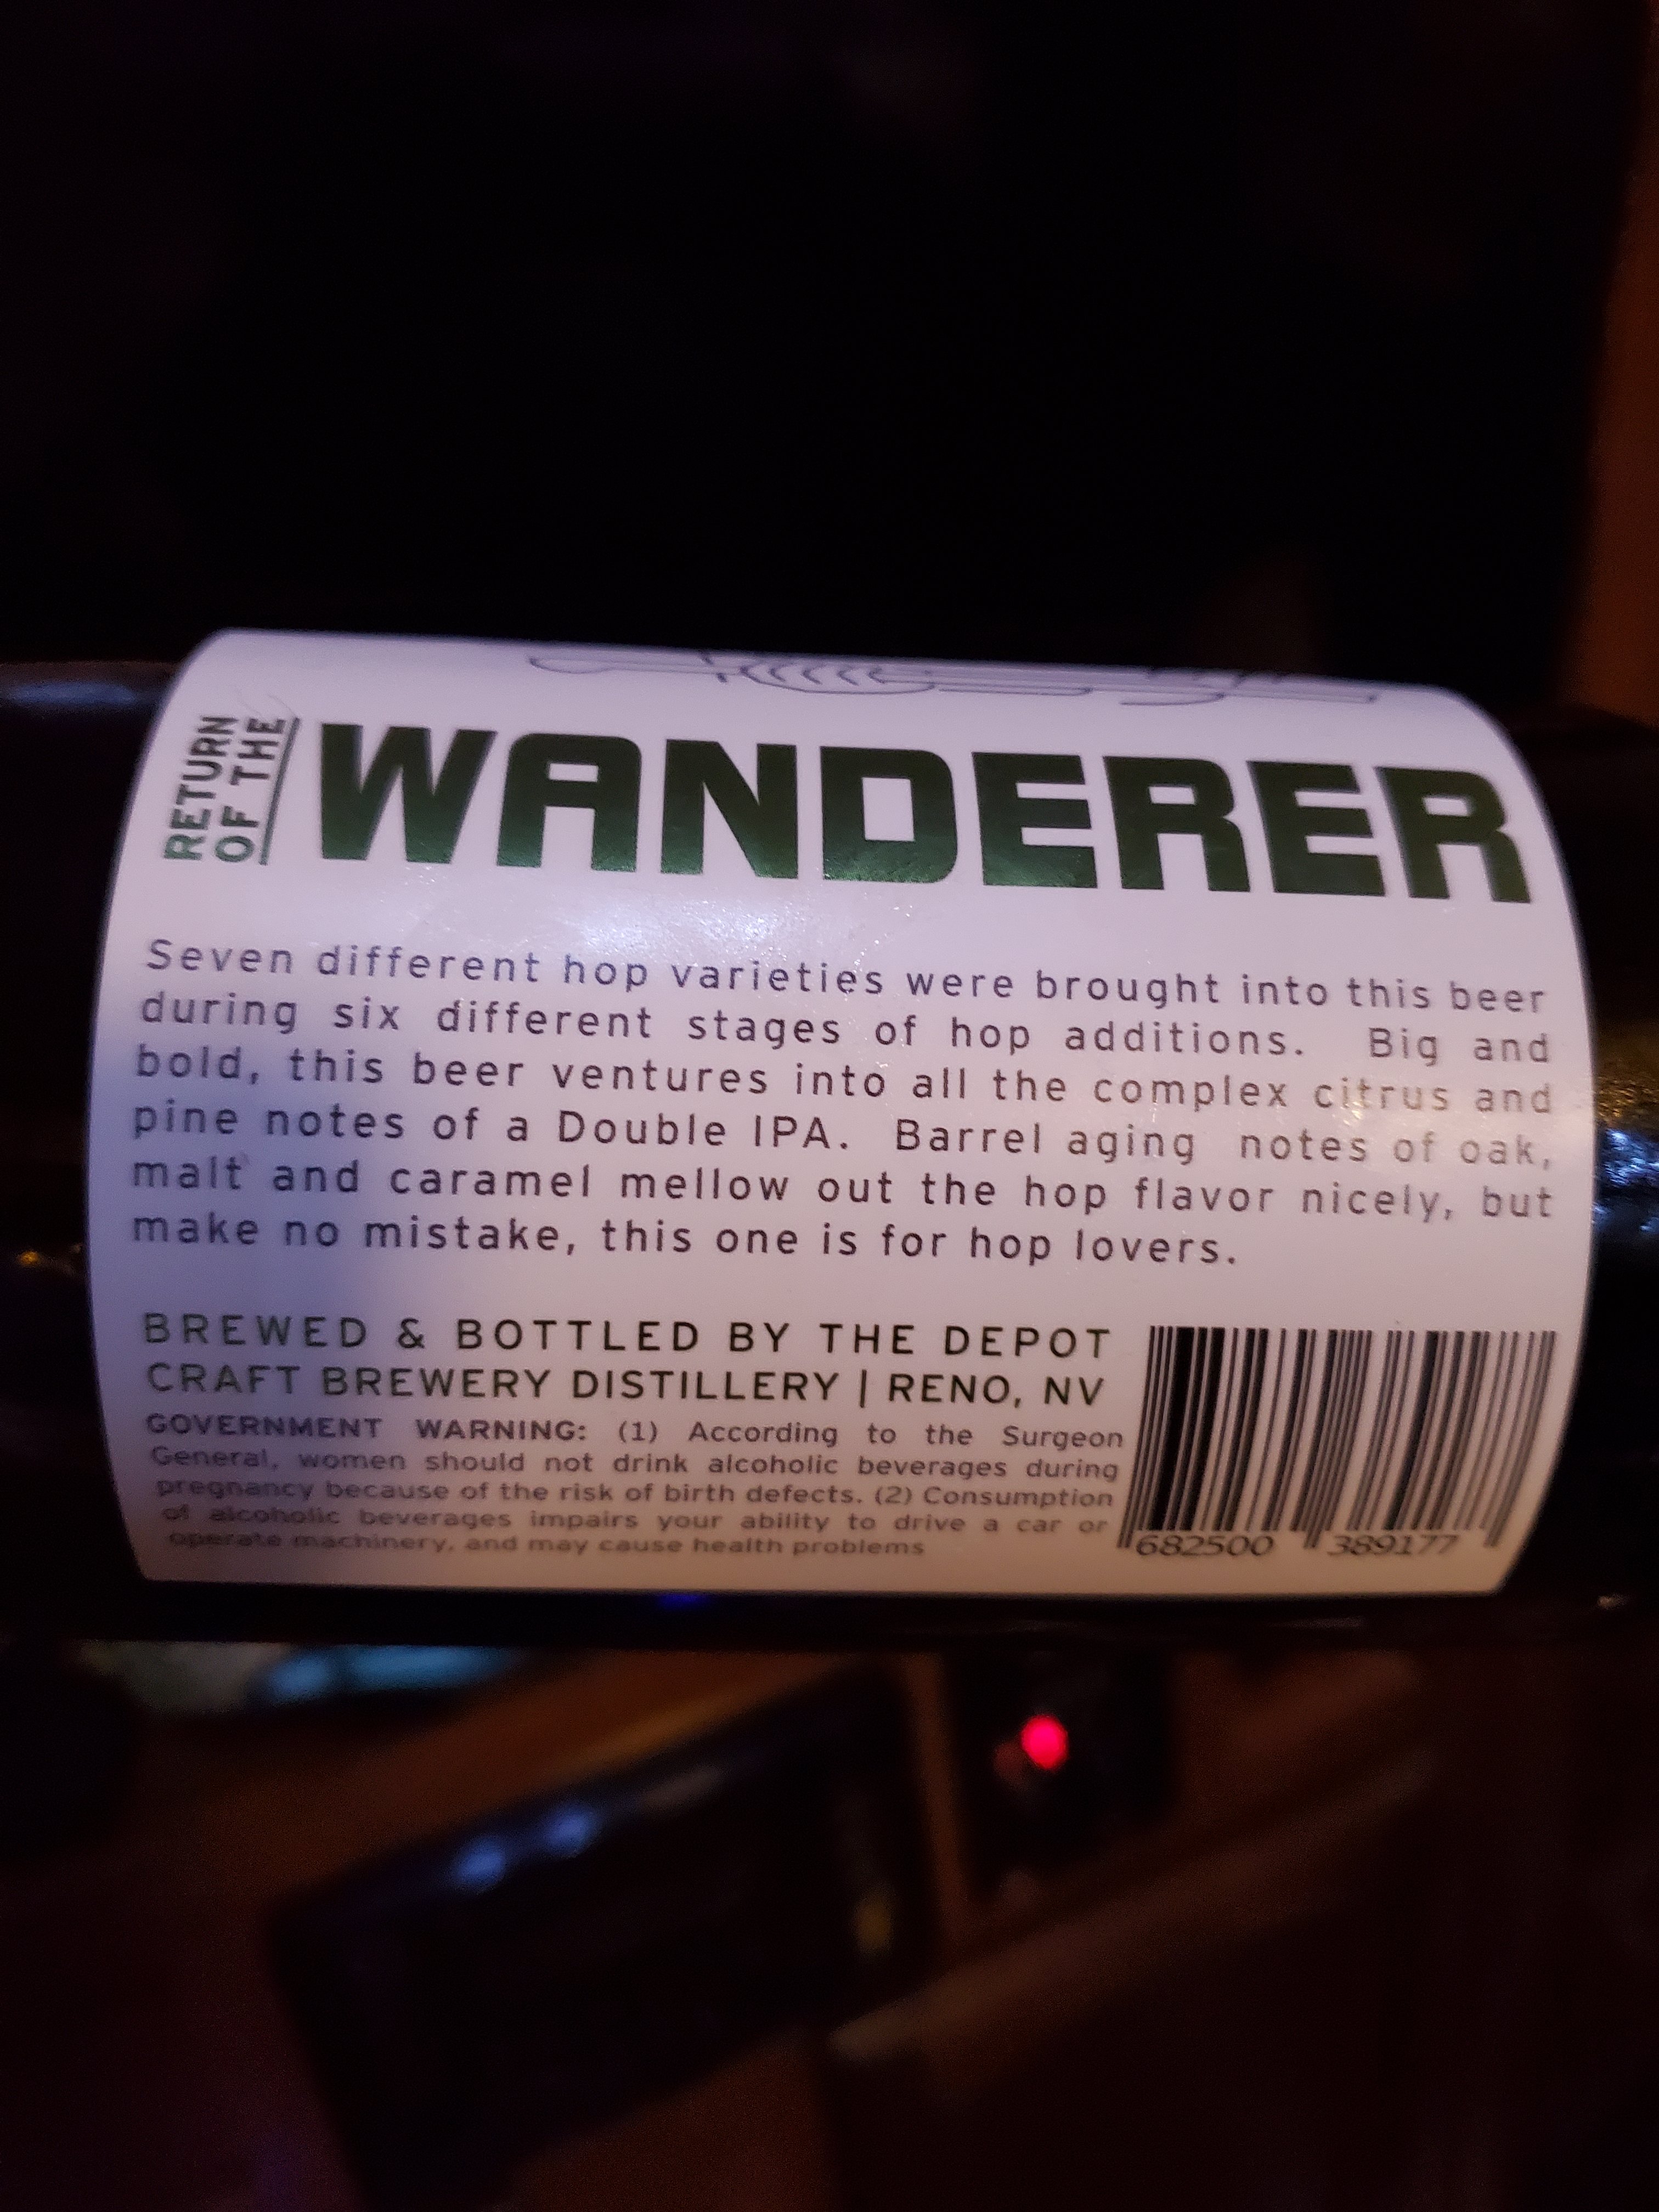 RETURN
OF THE
WANDERER
Seven different hop varieties were brought into this beer
during six different stages of hop additions. Big and
bold, this beer ventures into all the complex citrus and
pine notes of a Double IPA. Barrel aging notes of oak,
malt and caramel mellow out the hop flavor nicely, but
make no mistake, this one is for hop lovers.
BREWED & BOTTLED BY THE DEPOT
CRAFT BREWERY DISTILLERY | RENO, NV
GOVERNMENT WARNING: (1) According to the Surgeon
General, women should not drink alcoholic beverages during
pregnancy because of the risk of birth defects. (2) Consumption
of alcoholic beverages impairs your ability to drive a car or
operate machinery, and may cause health problems
682500 389177